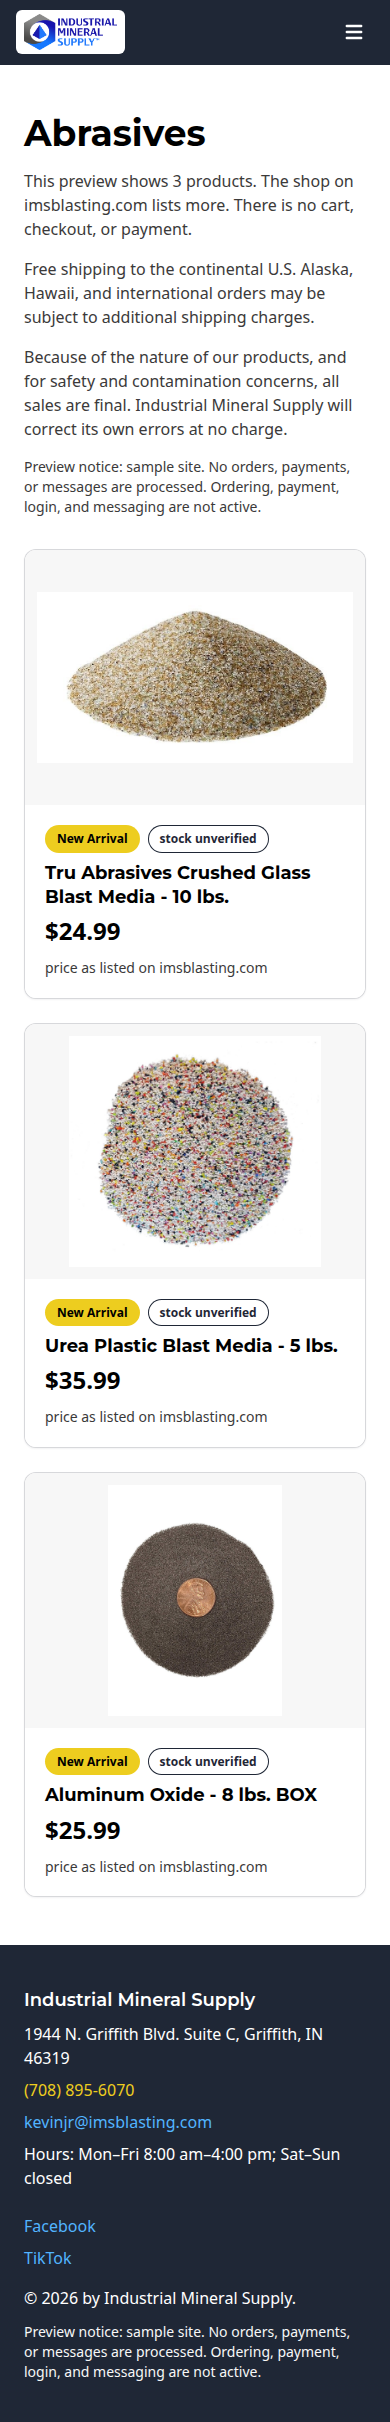 INDUSTRIAL
MINERAL
SUPPLY™
Abrasives
This preview shows 3 products. The shop on
imsblasting.com lists more. There is no cart,
checkout, or payment.
Free shipping to the continental U.S. Alaska,
Hawaii, and international orders may be
subject to additional shipping charges.
Because of the nature of our products, and
for safety and contamination concerns, all
sales are final. Industrial Mineral Supply will
correct its own errors at no charge.
Preview notice: sample site. No orders, payments,
or messages are processed. Ordering, payment,
login, and messaging are not active.
New Arrival stock unverified
Tru Abrasives Crushed Glass
Blast Media - 10 lbs.
$24.99
price as listed on imsblasting.com
New Arrival stock unverified
Urea Plastic Blast Media - 5 lbs.
$35.99
price as listed on imsblasting.com
New Arrival stock unverified
Aluminum Oxide - 8 lbs. BOX
$25.99
price as listed on imsblasting.com
Industrial Mineral Supply
1944 N. Griffith Blvd. Suite C, Griffith, IN
46319
(708) 895-6070
kevinjr@imsblasting.com
Hours: Mon–Fri 8:00 am–4:00 pm; Sat–Sun
closed
Facebook
TikTok
© 2026 by Industrial Mineral Supply.
Preview notice: sample site. No orders, payments,
or messages are processed. Ordering, payment,
login, and messaging are not active.